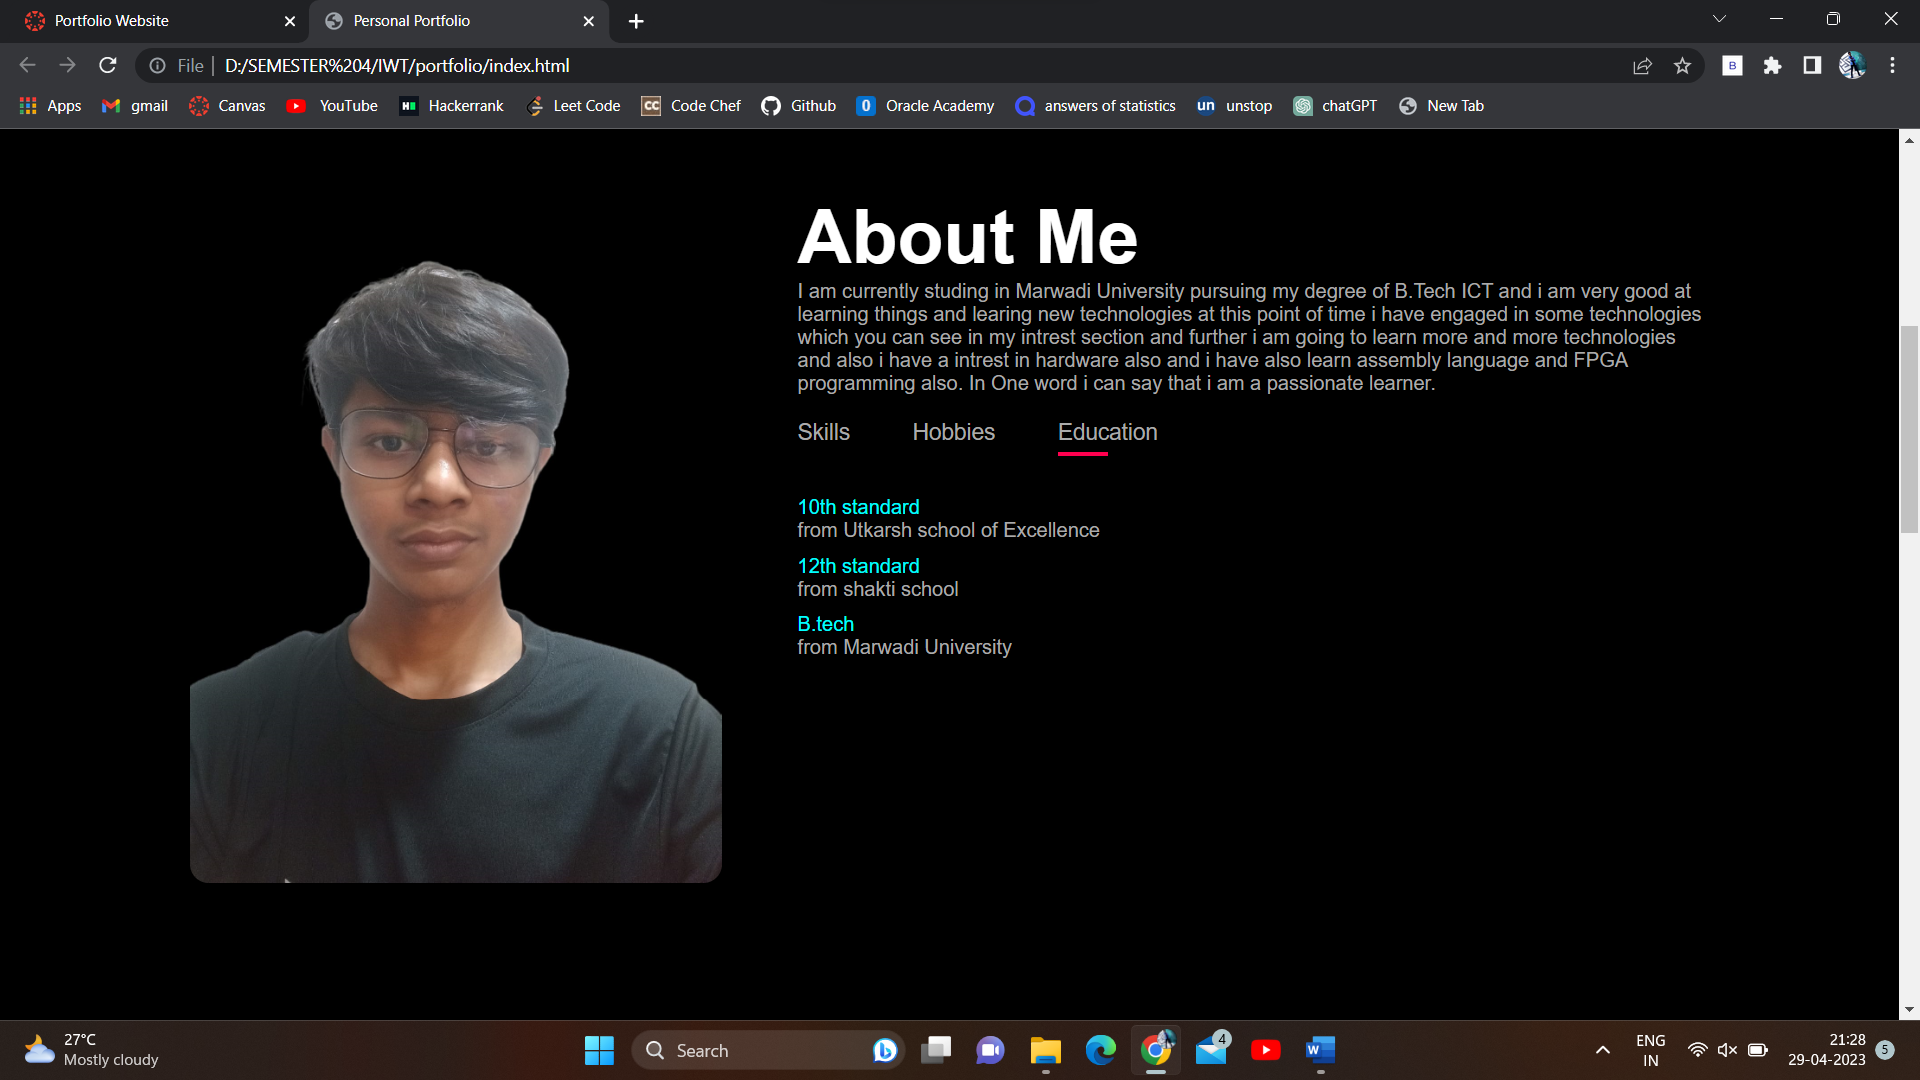 Portfolio Website
Personal Portfolio
File
D:/SEMESTER%204/IWT/portfolio/index.html
B
Apps
gmail
Canvas
YouTube
Hackerrank
Leet Code
CC
Code Chef
Github
Oracle Academy
answers of statistics
un
unstop
chatGPT
New Tab
About Me
I am currently studing in Marwadi University pursuing my degree of B.Tech ICT and i am very good at
learning things and learing new technologies at this point of time i have engaged in some technologies
which you can see in my intrest section and further i am going to learn more and more technologies
and also i have a intrest in hardware also and i have also learn assembly language and FPGA
programming also. In One word i can say that i am a passionate learner.
Skills
Hobbies
Education
10th standard
from Utkarsh school of Excellence
12th standard
from shakti school
B.tech
from Marwadi University
27°C
Mostly cloudy
Search
4
W
ENG
IN
21:28
29-04-2023
5